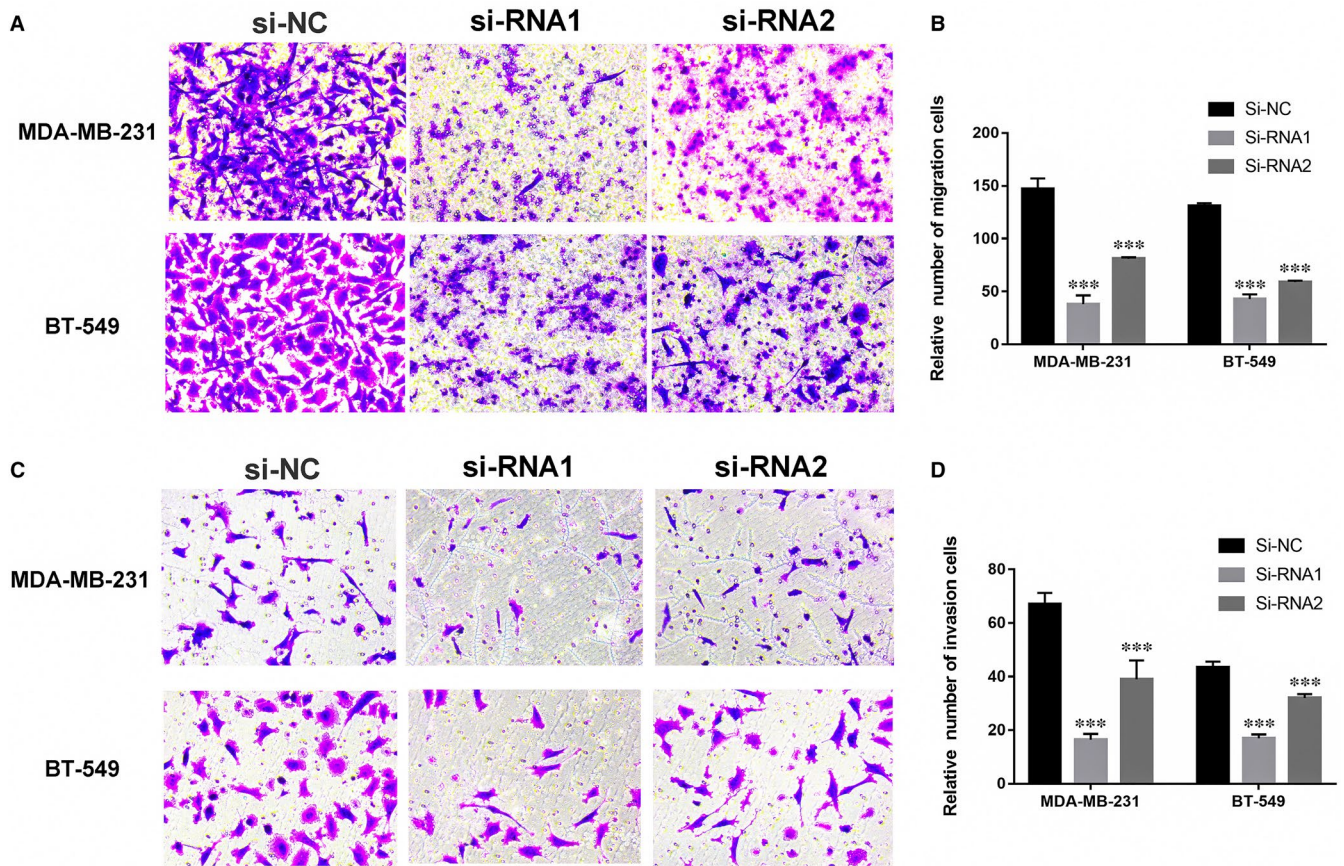 A
si-NC si-RNA1 si-RNA2
MDA-MB-231
BT-549
B
Si-NC
Si-RNA1
Si-RNA2
Relative number of migration cells
200
150
100
50
0
*** *** *** ***
MDA-MB-231 BT-549
C
si-NC si-RNA1 si-RNA2
MDA-MB-231
BT-549
D
Si-NC
Si-RNA1
Si-RNA2
Relative number of invasion cells
80
60
40
20
0
*** *** *** ***
MDA-MB-231 BT-549